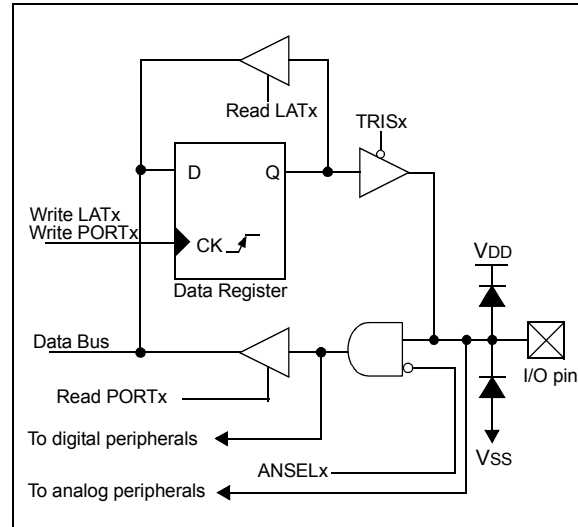 Read LATx
TRISx
D
Q
Write LATx
Write PORTx
CK
Data Register
VDD
Data Bus
I/O pin
Read PORTx
To digital peripherals
VSS
ANSELx
To analog peripherals